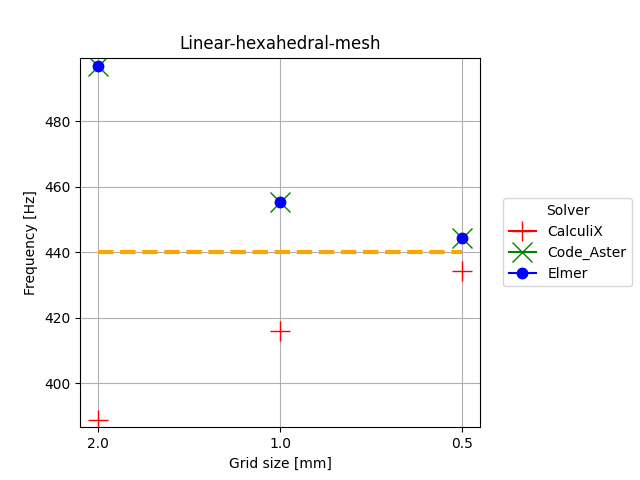 Linear-hexahedral-mesh
Frequency [Hz]
480
460
440
420
400
2.0
1.0
0.5
Grid size [mm]
Solver
CalculiX
Code_Aster
Elmer